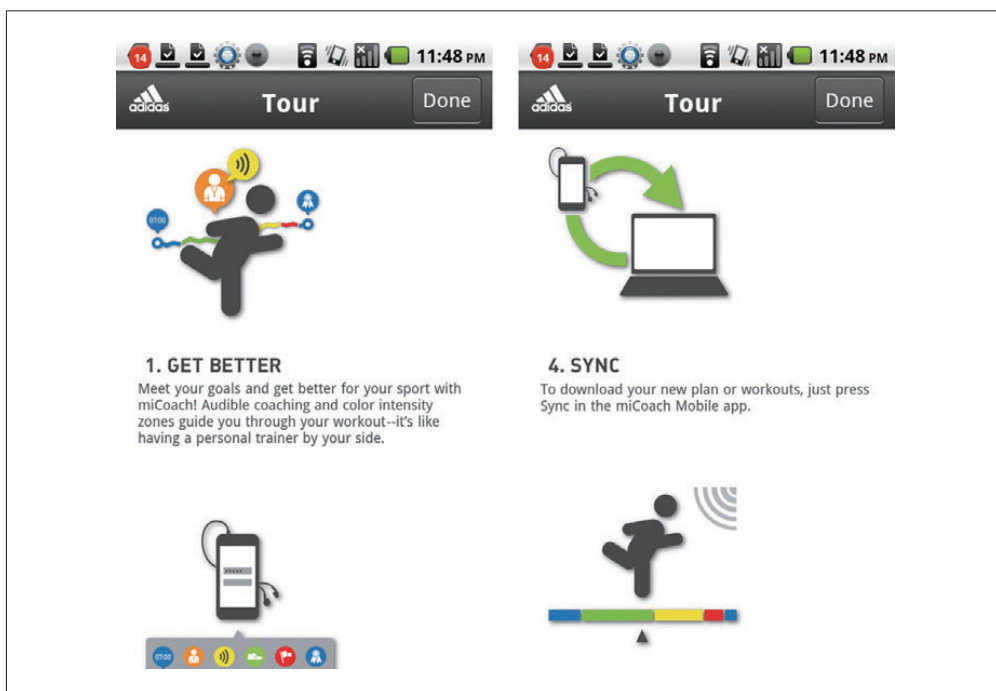 14
11:48 PM
adidas
Tour
Done
07:00
1. GET BETTER
Meet your goals and get better for your sport with
miCoach! Audible coaching and color intensity
zones guide you through your workout--it's like
having a personal trainer by your side.
07:00
14
11:48 PM
adidas
Tour
Done
4. SYNC
To download your new plan or workouts, just press
Sync in the miCoach Mobile app.